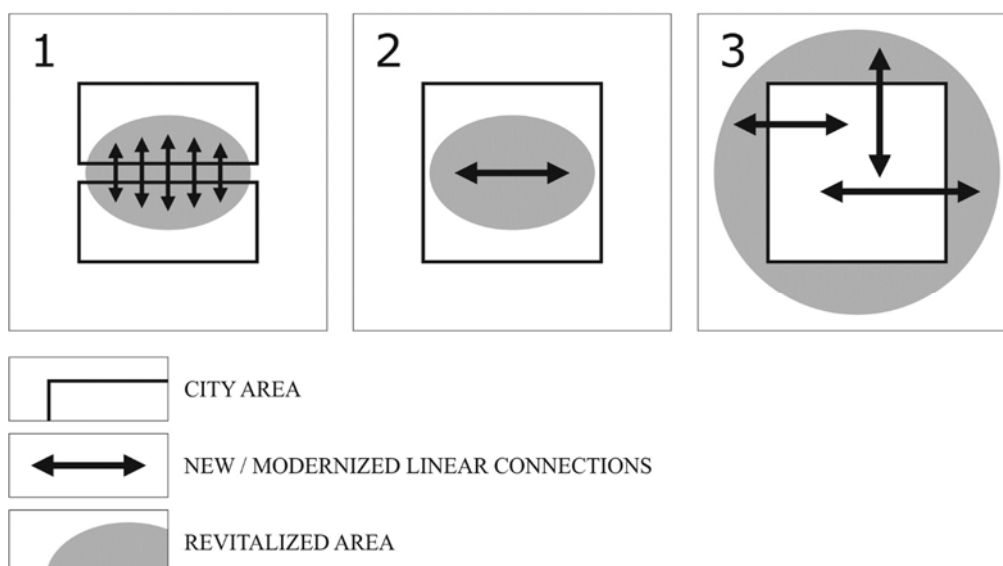 1
2
3
CITY AREA
NEW / MODERNIZED LINEAR CONNECTIONS
REVITALIZED AREA